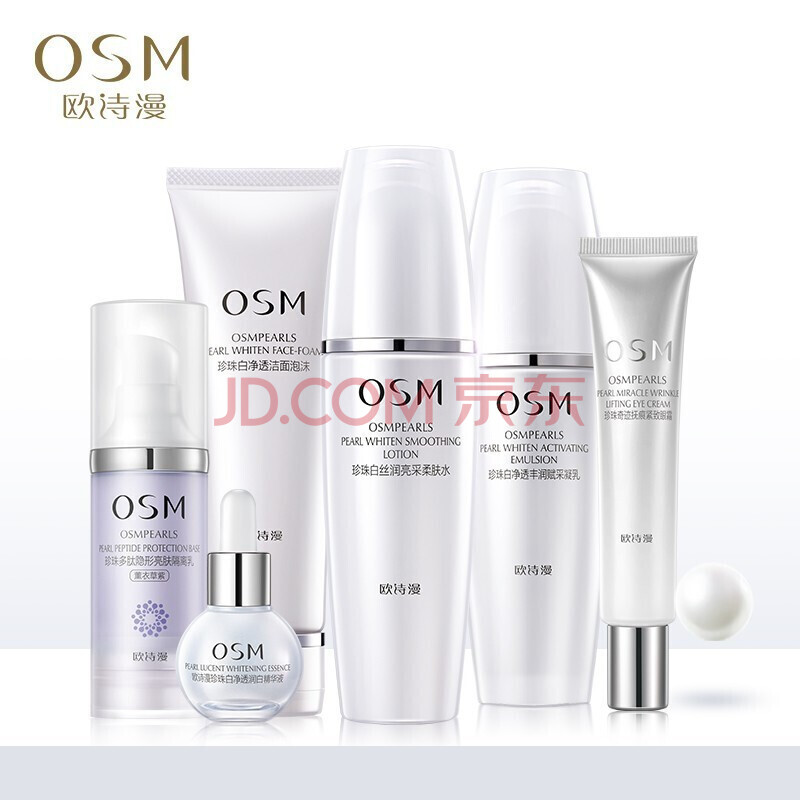 OSM
欧诗漫
OSM
OSMPEARLS
PEARL WHITEN FACE-FOAM
珍珠白净透洁面泡沫
OSM
OSMPEARLS
PEARL WHITEN SMOOTHING
LOTION
珍珠白丝润亮采柔肤水
欧诗漫
OSM
OSMPEARLS
PEARL WHITEN ACTIVATING
EMULSION
珍珠白净透丰润赋采凝乳
欧诗漫
OSM
OSMPEARLS
PEARL MIRACLE WRINKLE
LIFTING EYE CREAM
珍珠奇迹抚痕紧致眼霜
欧诗漫
JD.COM 京东
OSM
OSMPEARLS
PEARL PEPTIDE PROTECTION BASE
珍珠多肽隐形亮肤隔离乳
薰衣草紫
欧诗漫
OSM
PEARL LUCENT WHITENING ESSENCE
欧诗漫珍珠白净透润白精华液